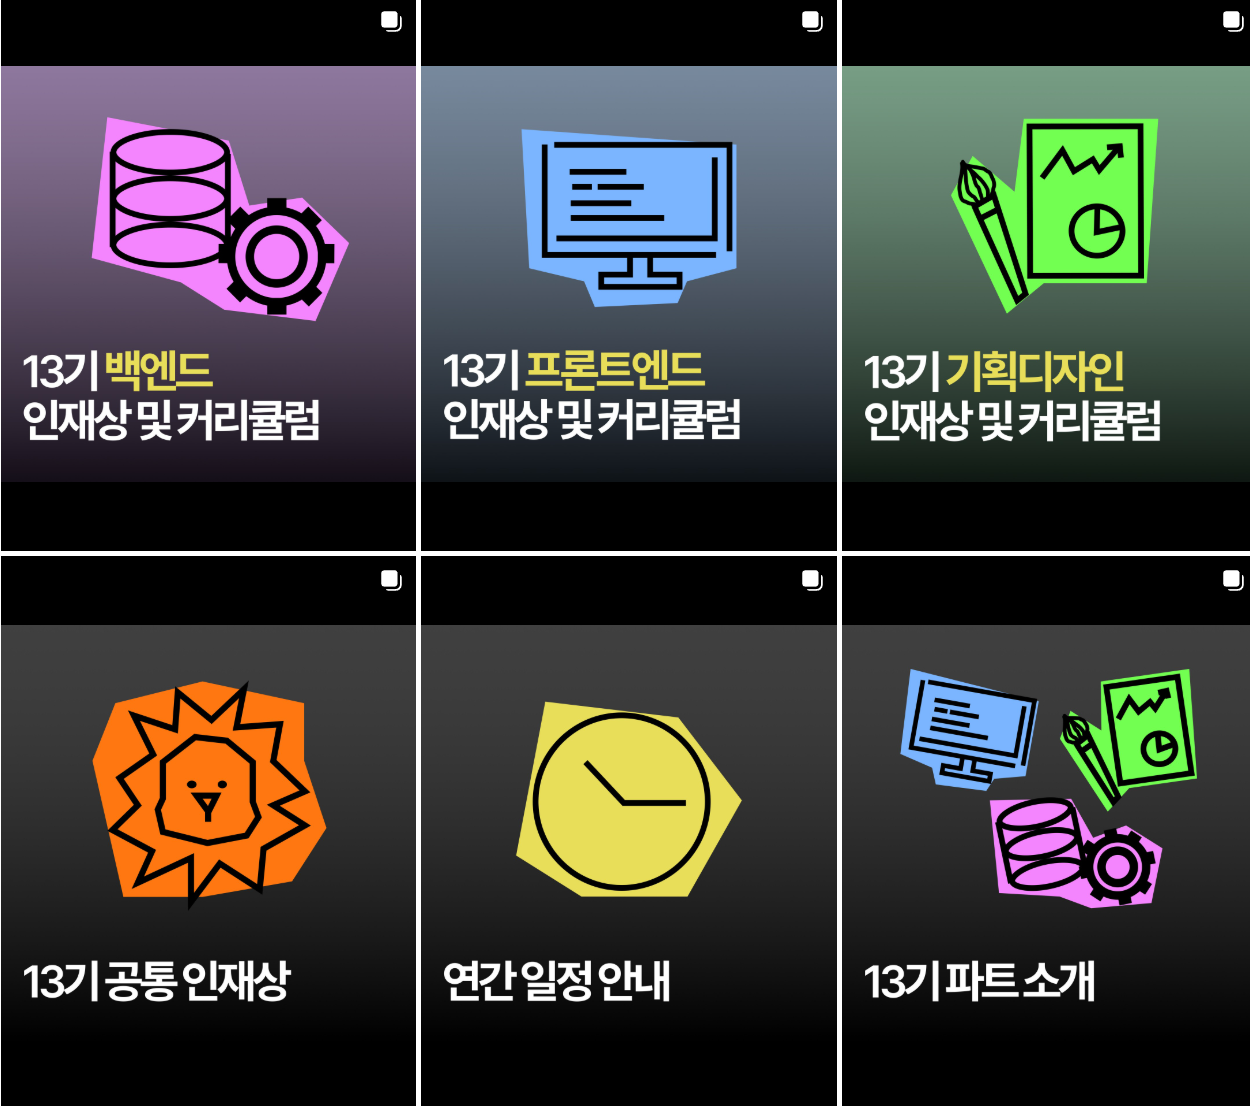 13기 백엔드
인재상 및 커리큘럼
13기 프론트엔드
인재상 및 커리큘럼
13기 기획디자인
인재상 및 커리큘럼
13기 공통 인재상
연간 일정 안내
13기 파트 소개